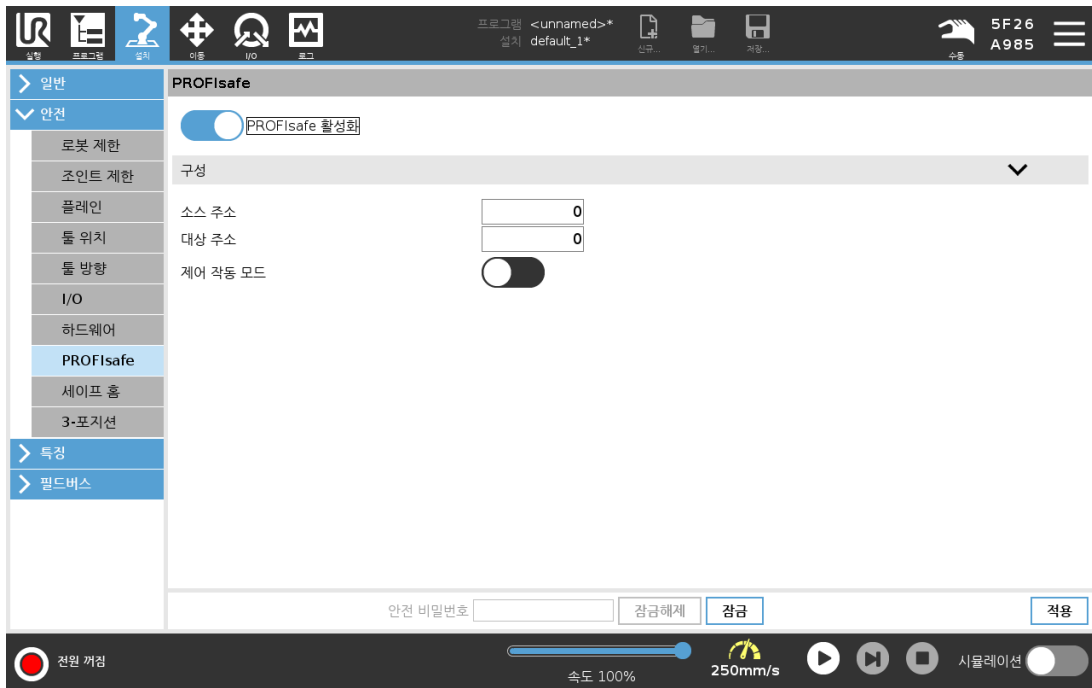 UR
프로그램 <unnamed>*
설치 default_1*
5F26
A985
실행
프로그램
설치
이동
I/O
로그
신규...
열기...
저장...
수동
일반
안전
로봇 제한
조인트 제한
플레인
툴 위치
툴 방향
I/O
하드웨어
PROFIsafe
세이프 홈
3-포지션
특징
필드버스
PROFIsafe
PROFIsafe 활성화
구성
소스 주소 0
대상 주소 0
제어 작동 모드
안전 비밀번호 잠금해제 잠금 적용
전원 꺼짐
속도 100%
250mm/s
시뮬레이션